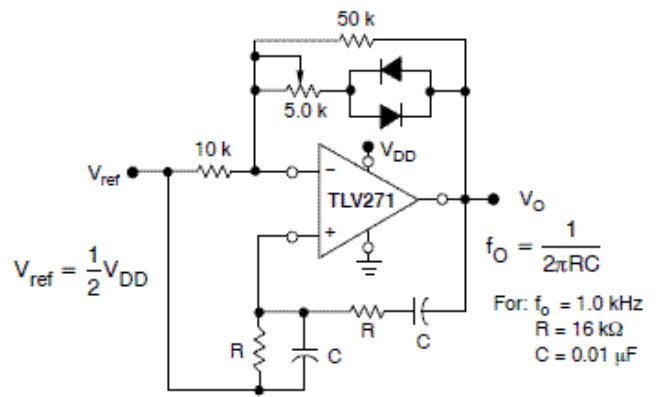 50 k
5.0 k
10 k
V_DD
V_ref
−
TLV271
+
V_O
V_ref = 1/2 V_DD
f_O = 1/2πRC
For: f_o = 1.0 kHz
R = 16 kΩ
C = 0.01 μF
R
C
R
C